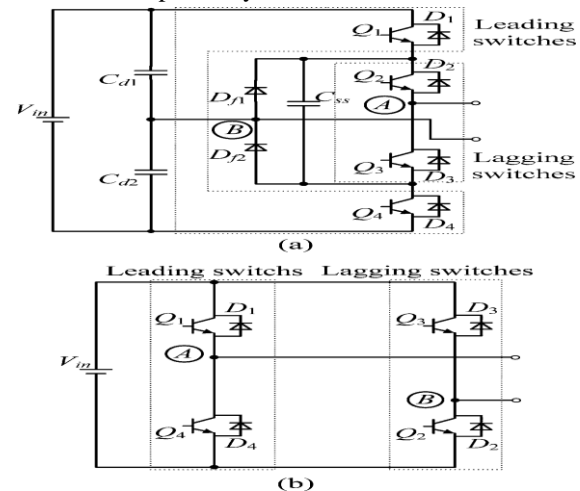 D1
Q1
Leading
switches
D2
Q2
Cd1
Df1
Css
A
Vin
B
Df2
Cd2
Q3
D3
Lagging
switches
Q4
D4
(a)
Leading switchs
Lagging switches
D1
Q1
D3
Q3
A
Vin
B
Q4
D4
Q2
D2
(b)